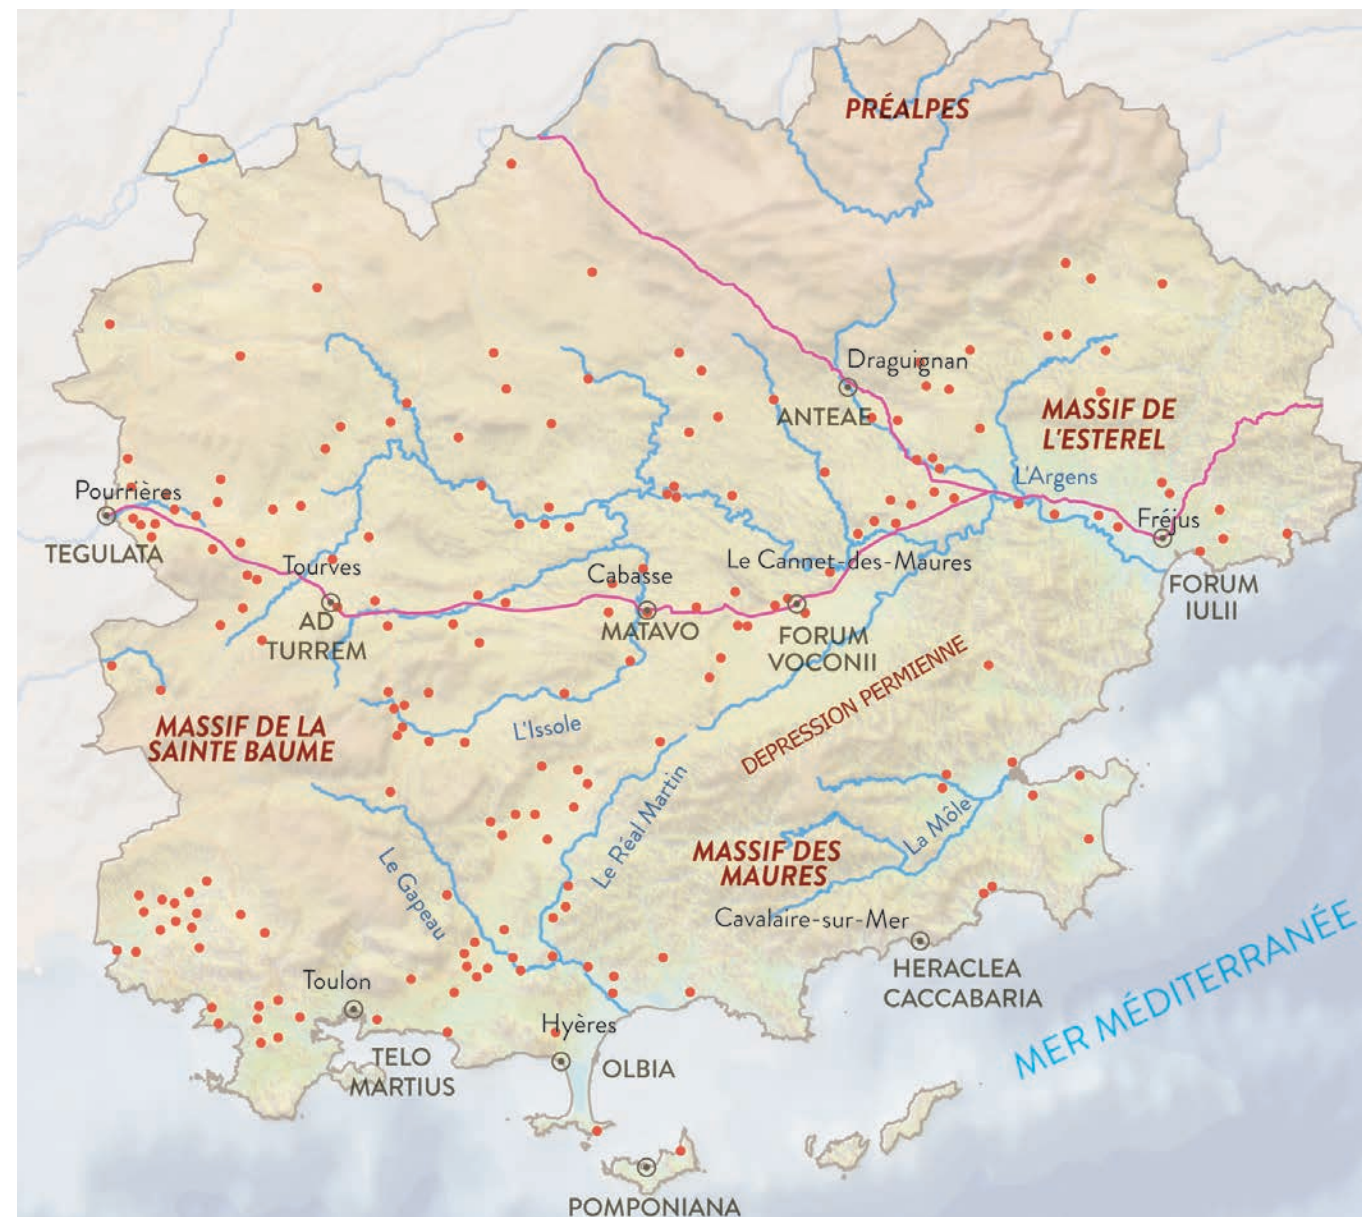 PRÉALPES
Draguignan
ANTEAE
MASSIF DE
L'ESTEREL
L'Argens
Pourrières
TEGULATA
Fréjus
FORUM
IULII
Tourves
AD
TURREM
Cabasse
MATAVO
Le Cannet-des-Maures
FORUM
VOCONII
DEPRESSION PERMIENNE
MASSIF DE LA
SAINTE BAUME
L'Issole
Le Réal Martin
La Môle
MASSIF DES
MAURES
Le Gapeau
Cavalaire-sur-Mer
HERACLEA
CACCABARIA
MER MÉDITERRANÉE
Toulon
TELO
MARTIUS
Hyères
OLBIA
POMPONIANA